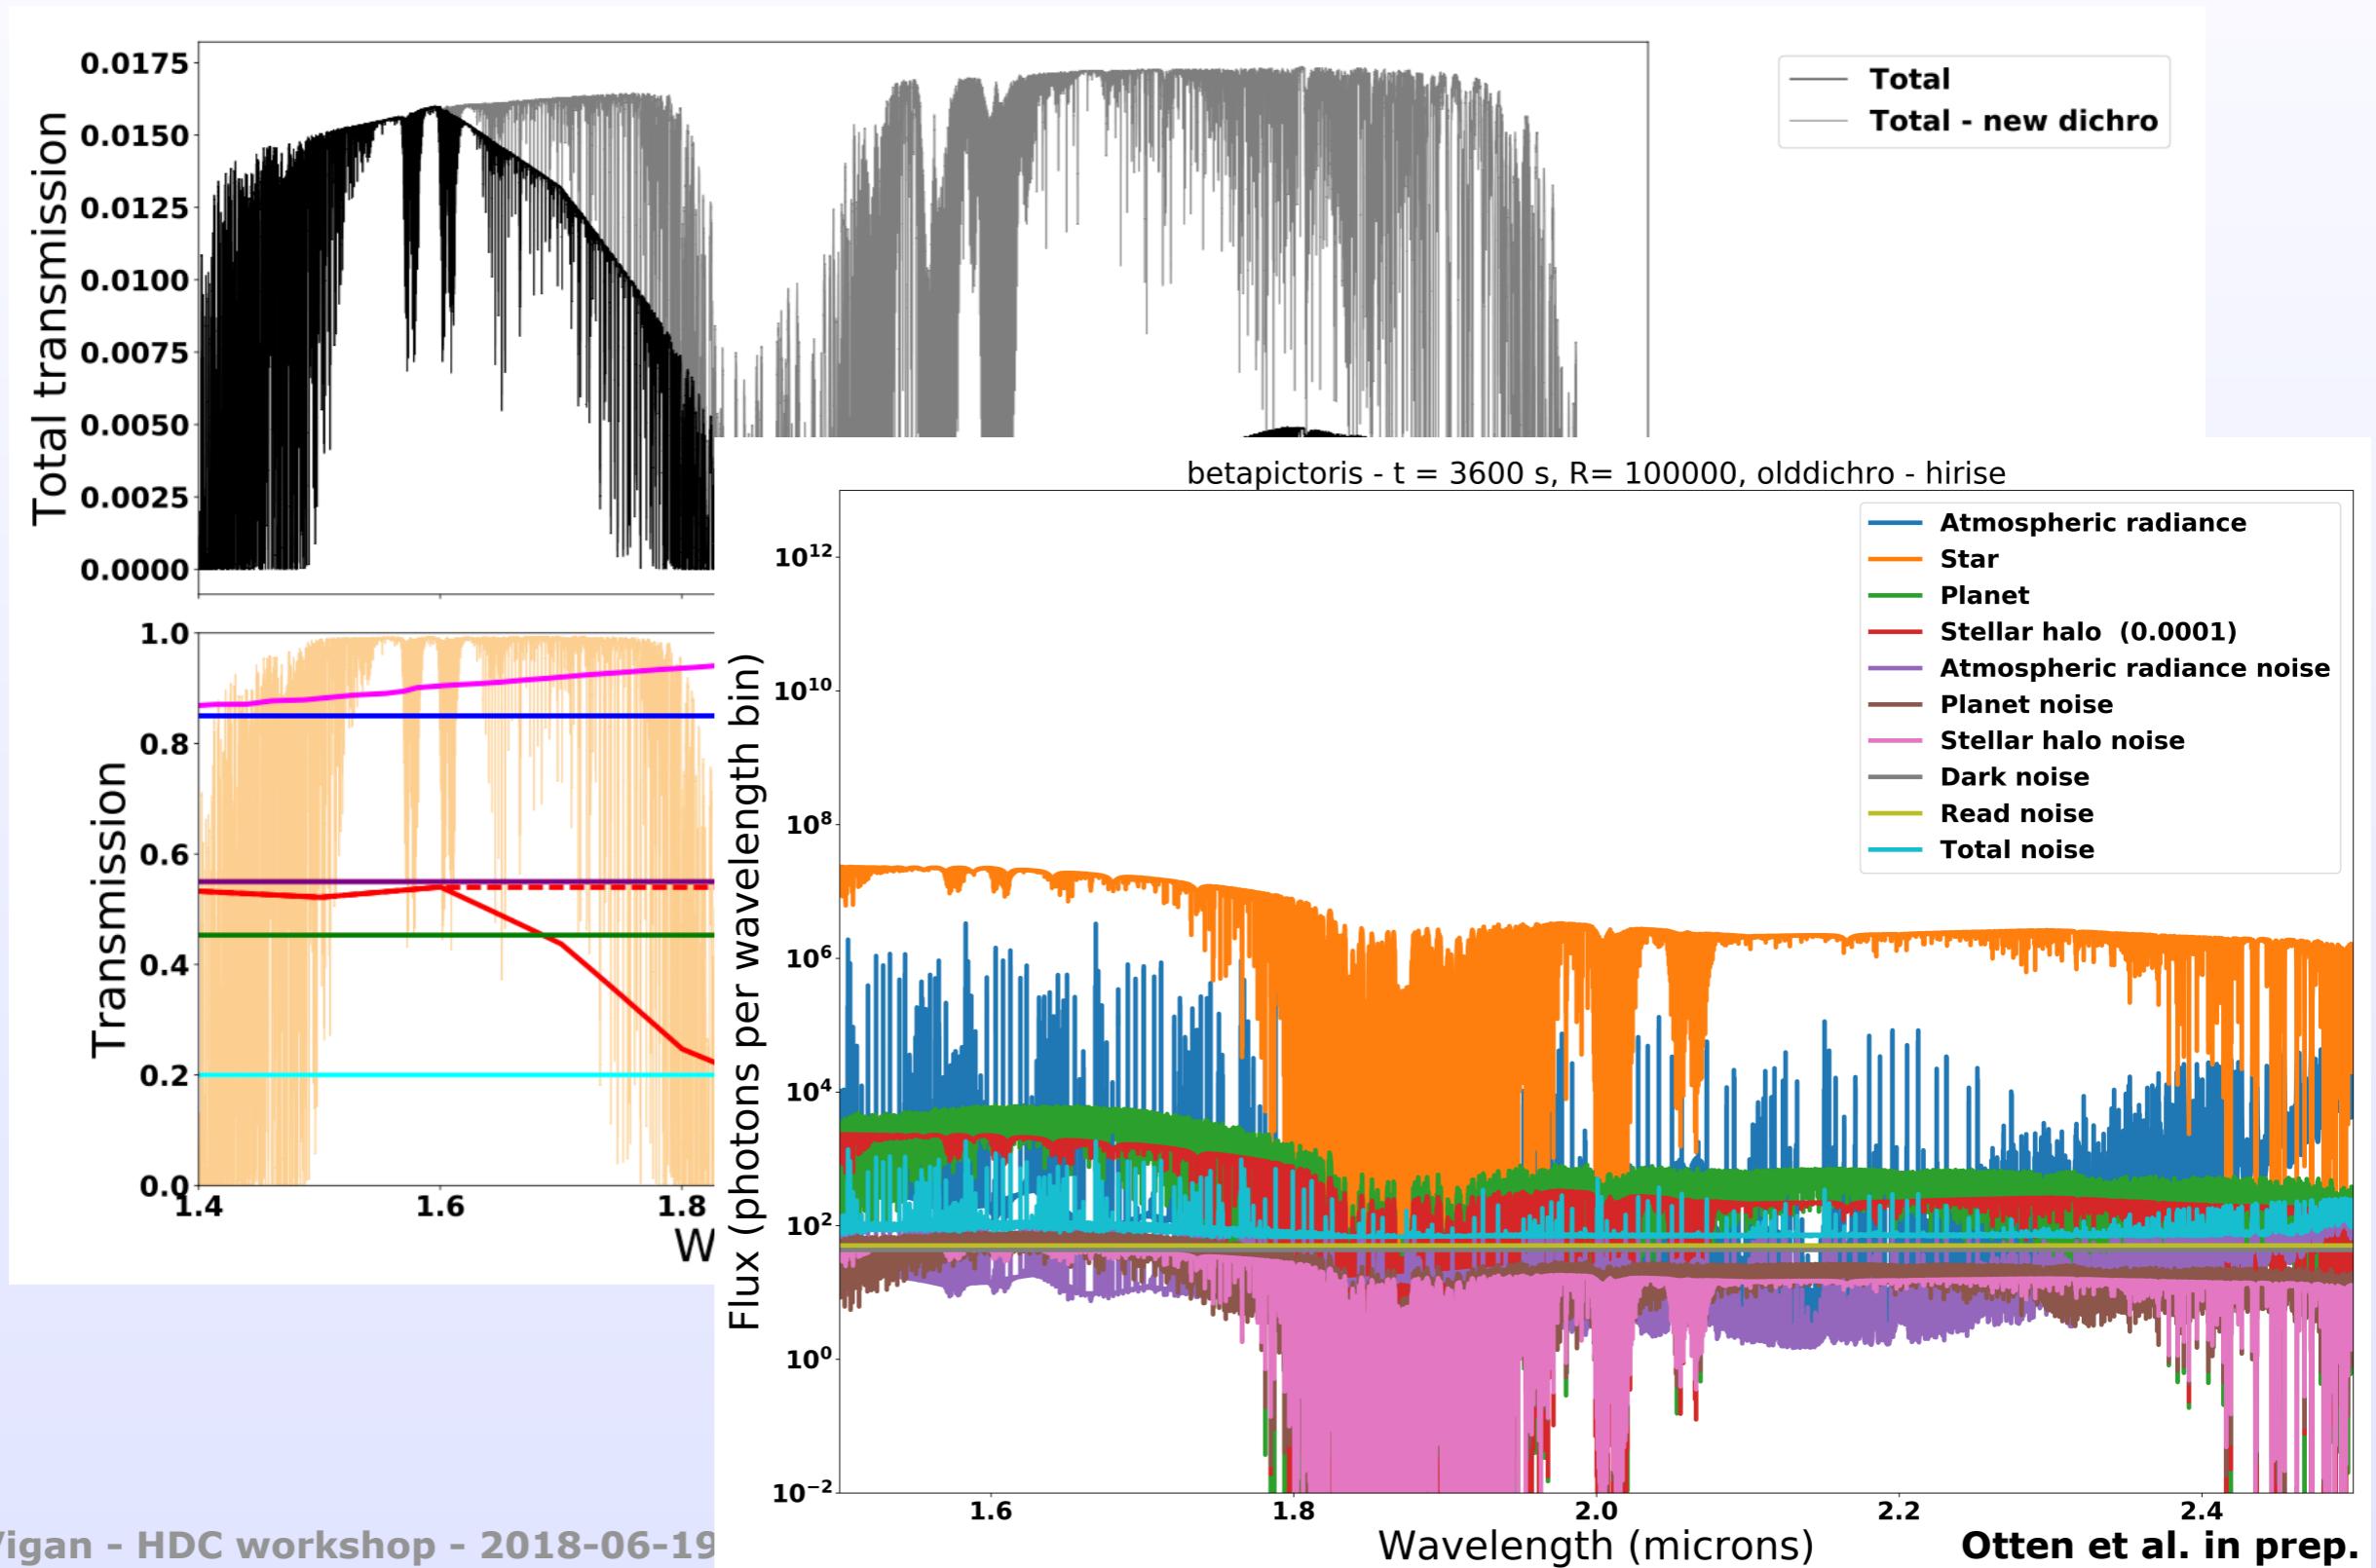 Total transmission
0.0175
0.0150
0.0125
0.0100
0.0075
0.0050
0.0025
0.0000
Total
Total - new dichro
Transmission
1.0
0.8
0.6
0.4
0.2
0.0
1.4
1.6
1.8
W
betapictoris - t = 3600 s, R= 100000, olddichro - hirise
Flux (photons per wavelength bin)
10¹²
10¹⁰
10⁸
10⁶
10⁴
10²
10⁰
10⁻²
Atmospheric radiance
Star
Planet
Stellar halo (0.0001)
Atmospheric radiance noise
Planet noise
Stellar halo noise
Dark noise
Read noise
Total noise
1.6
1.8
2.0
2.2
2.4
Wavelength (microns)
Vigan - HDC workshop - 2018-06-19
Otten et al. in prep.